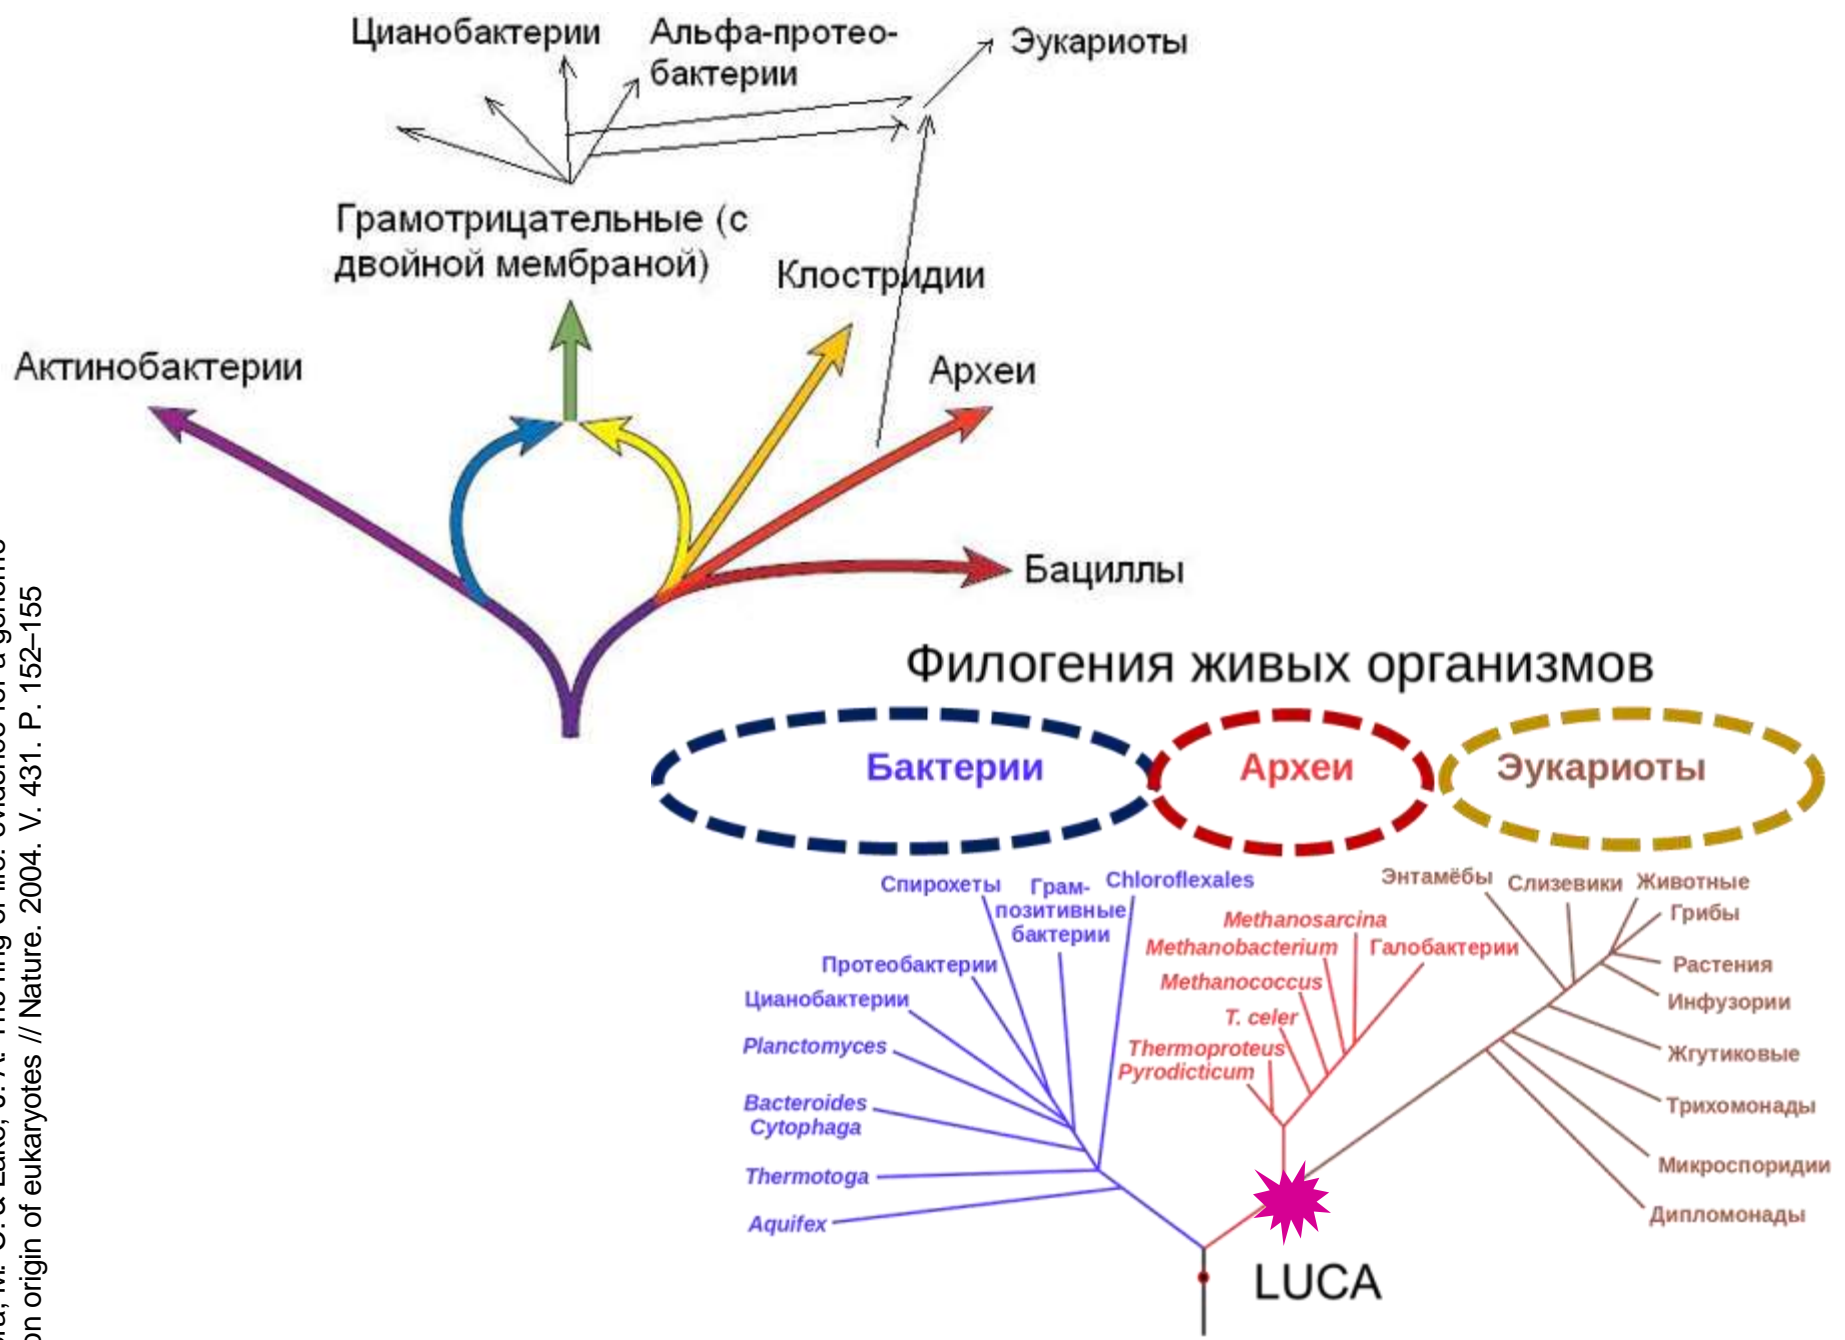 Цианобактерии
Альфа-протео-
бактерии
Эукариоты
Грамотрицательные (с
двойной мембраной)
Клостридии
Актинобактерии
Археи
Бациллы
origin of eukaryotes // Nature. 2004. V. 431. P. 152–155
Филогения живых организмов
Бактерии
Археи
Эукариоты
Спирохеты
Грам-
позитивные
бактерии
Chloroflexales
Протеобактерии
Цианобактерии
Planctomyces
Bacteroides
Cytophaga
Thermotoga
Aquifex
Methanosarcina
Methanobacterium
Галобактерии
Methanococcus
T. celer
Thermoproteus
Pyrodicticum
Энтамёбы
Слизевики
Животные
Грибы
Растения
Инфузории
Жгутиковые
Трихомонады
Микроспоридии
Дипломонады
LUCA